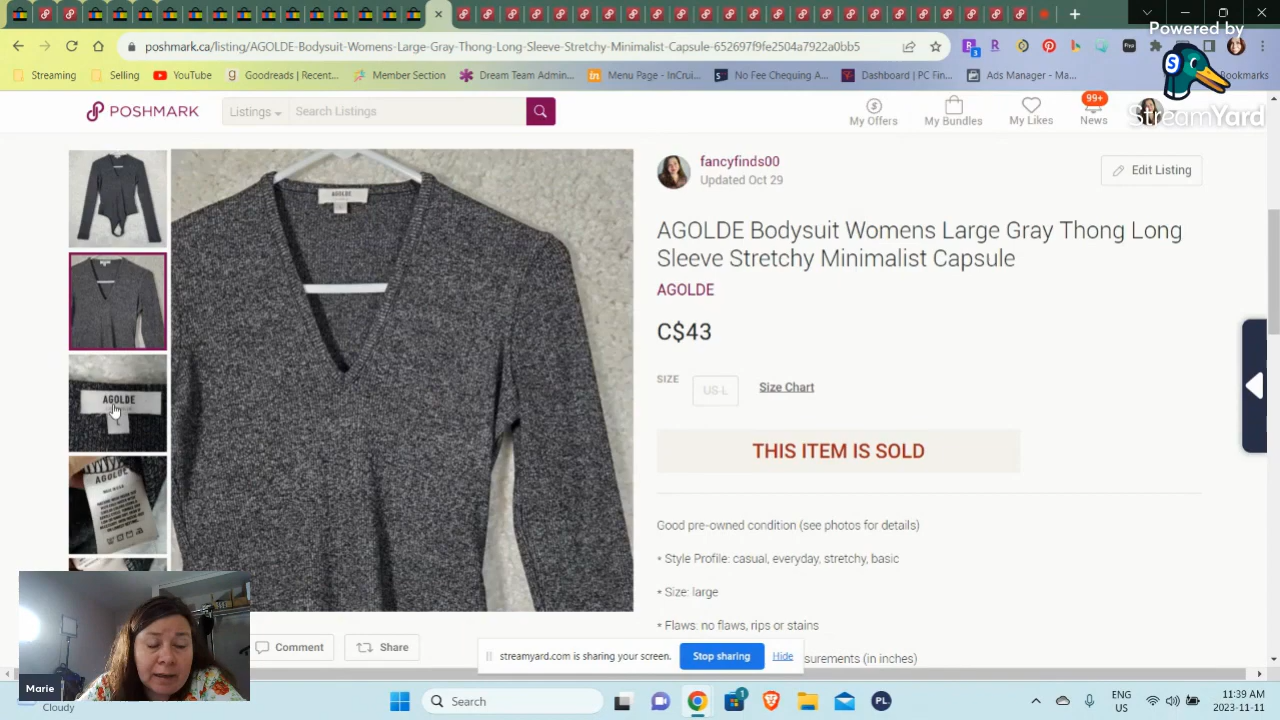 poshmark.ca/listing/AGOLDE-Bodysuit-Womens-Large-Gray-Thong-Long-Sleeve-Stretchy-Minimalist-Capsule-652697f9fe2504a7922a0bb5
Powered by
Streaming Selling YouTube Goodreads | Recent... Member Section Dream Team Admin... Menu Page - InCrui... No Fee Chequing A... Dashboard | PC Fin... Ads Manager - Ma... Bookmarks
StreamYard
POSHMARK
Listings
Search Listings
My Offers
My Bundles
My Likes
99+
News
fancyfinds00
Updated Oct 29
Edit Listing
AGOLDE
AGOLDE Bodysuit Womens Large Gray Thong Long
Sleeve Stretchy Minimalist Capsule
AGOLDE
C$43
SIZE
US L
Size Chart
AGOLDE
L
THIS ITEM IS SOLD
AGOLDE
Good pre-owned condition (see photos for details)
* Style Profile: casual, everyday, stretchy, basic
* Size: large
* Flaws: no flaws, rips or stains
Comment
Share
streamyard.com is sharing your screen.
Stop sharing
Hide
surements (in inches)
Marie
Cloudy
Search
1
PL
ENG
US
11:39 AM
2023-11-11